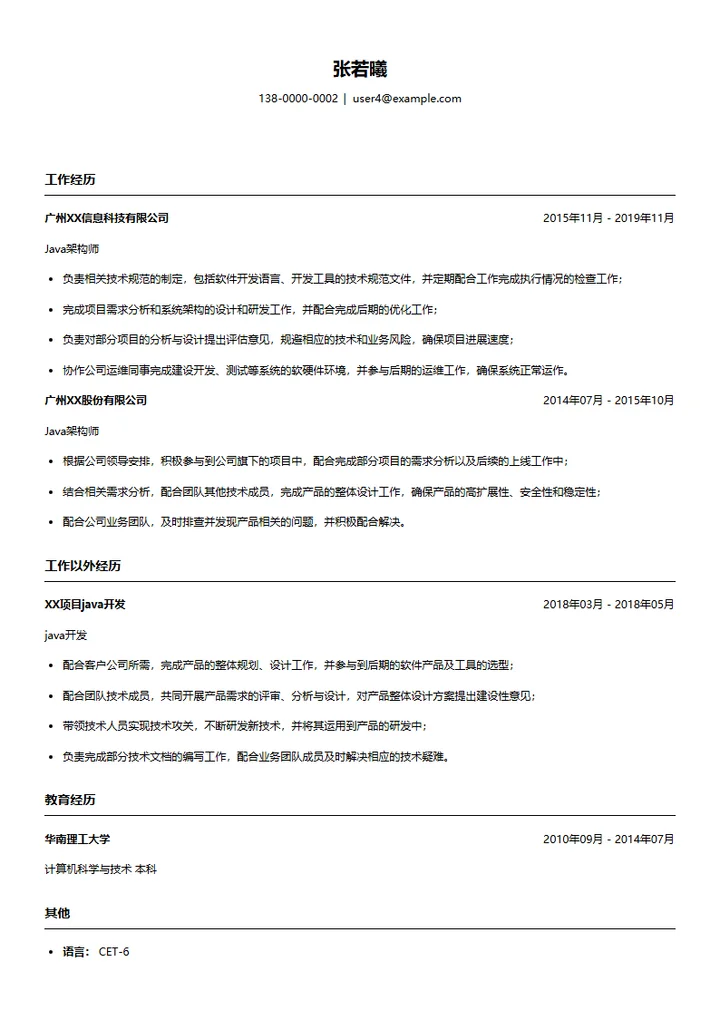 张若曦
138-0000-0002 | user4@example.com
工作经历
广州XX信息科技有限公司 2015年11月 - 2019年11月
Java架构师
• 负责相关技术规范的制定，包括软件开发语言、开发工具的技术规范文件，并定期配合工作完成执行情况的检查工作；
• 完成项目需求分析和系统架构的设计和研发工作，并配合完成后期的优化工作；
• 负责对部分项目的分析与设计提出评估意见，规避相应的技术和业务风险，确保项目进展速度；
• 协作公司运维同事完成建设开发、测试等系统的软硬件环境，并参与后期的运维工作，确保系统正常运作。
广州XX股份有限公司 2014年07月 - 2015年10月
Java架构师
• 根据公司领导安排，积极参与到公司旗下的项目中，配合完成部分项目的需求分析以及后续的上线工作中；
• 结合相关需求分析，配合团队其他技术成员，完成产品的整体设计工作，确保产品的高扩展性、安全性和稳定性；
• 配合公司业务团队，及时排查并发现产品相关的问题，并积极配合解决。
工作以外经历
XX项目java开发 2018年03月 - 2018年05月
java开发
• 配合客户公司所需，完成产品的整体规划、设计工作，并参与到后期的软件产品及工具的选型；
• 配合团队技术成员，共同开展产品需求的评审、分析与设计，对产品整体设计方案提出建设性意见；
• 带领技术人员实现技术攻关，不断研发新技术，并将其运用到产品的研发中；
• 负责完成部分技术文档的编写工作，配合业务团队成员及时解决相应的技术疑难。
教育经历
华南理工大学 2010年09月 - 2014年07月
计算机科学与技术 本科
其他
• 语言： CET-6